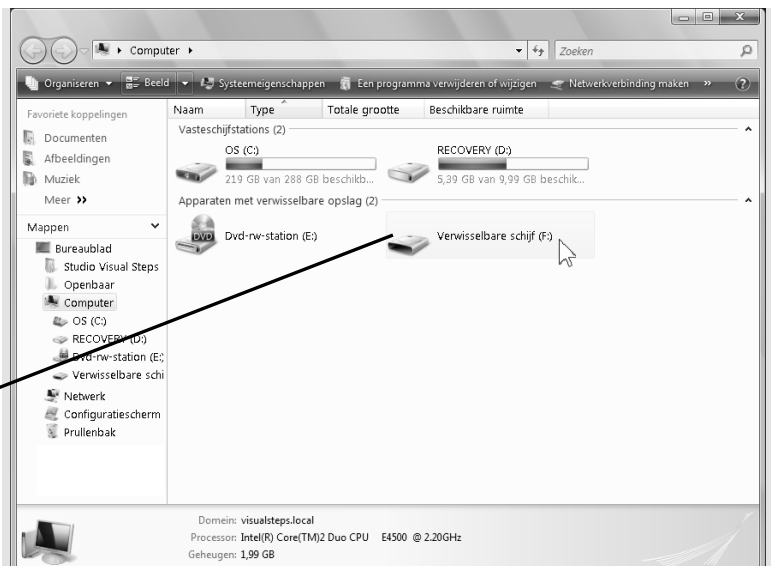 Computer
Zoeken
Organiseren Beeld Systeemeigenschappen Een programma verwijderen of wijzigen Netwerkverbinding maken »
Favoriete koppelingen
Documenten
Afbeeldingen
Muziek
Meer »
Mappen
Bureaublad
Studio Visual Steps
Openbaar
Computer
OS (C:)
RECOVERY (D:)
Dvd-rw-station (E:)
Verwisselbare schi
Netwerk
Configuratiescherm
Prullenbak
Naam Type Totale grootte Beschikbare ruimte
Vasteschijfstations (2)
OS (C:)
219 GB van 288 GB beschikb...
RECOVERY (D:)
5,39 GB van 9,99 GB beschik...
Apparaten met verwisselbare opslag (2)
DVD
Dvd-rw-station (E:)
Verwisselbare schijf (F:)
Domein: visualsteps.local
Processor: Intel(R) Core(TM)2 Duo CPU E4500 @ 2.20GHz
Geheugen: 1,99 GB